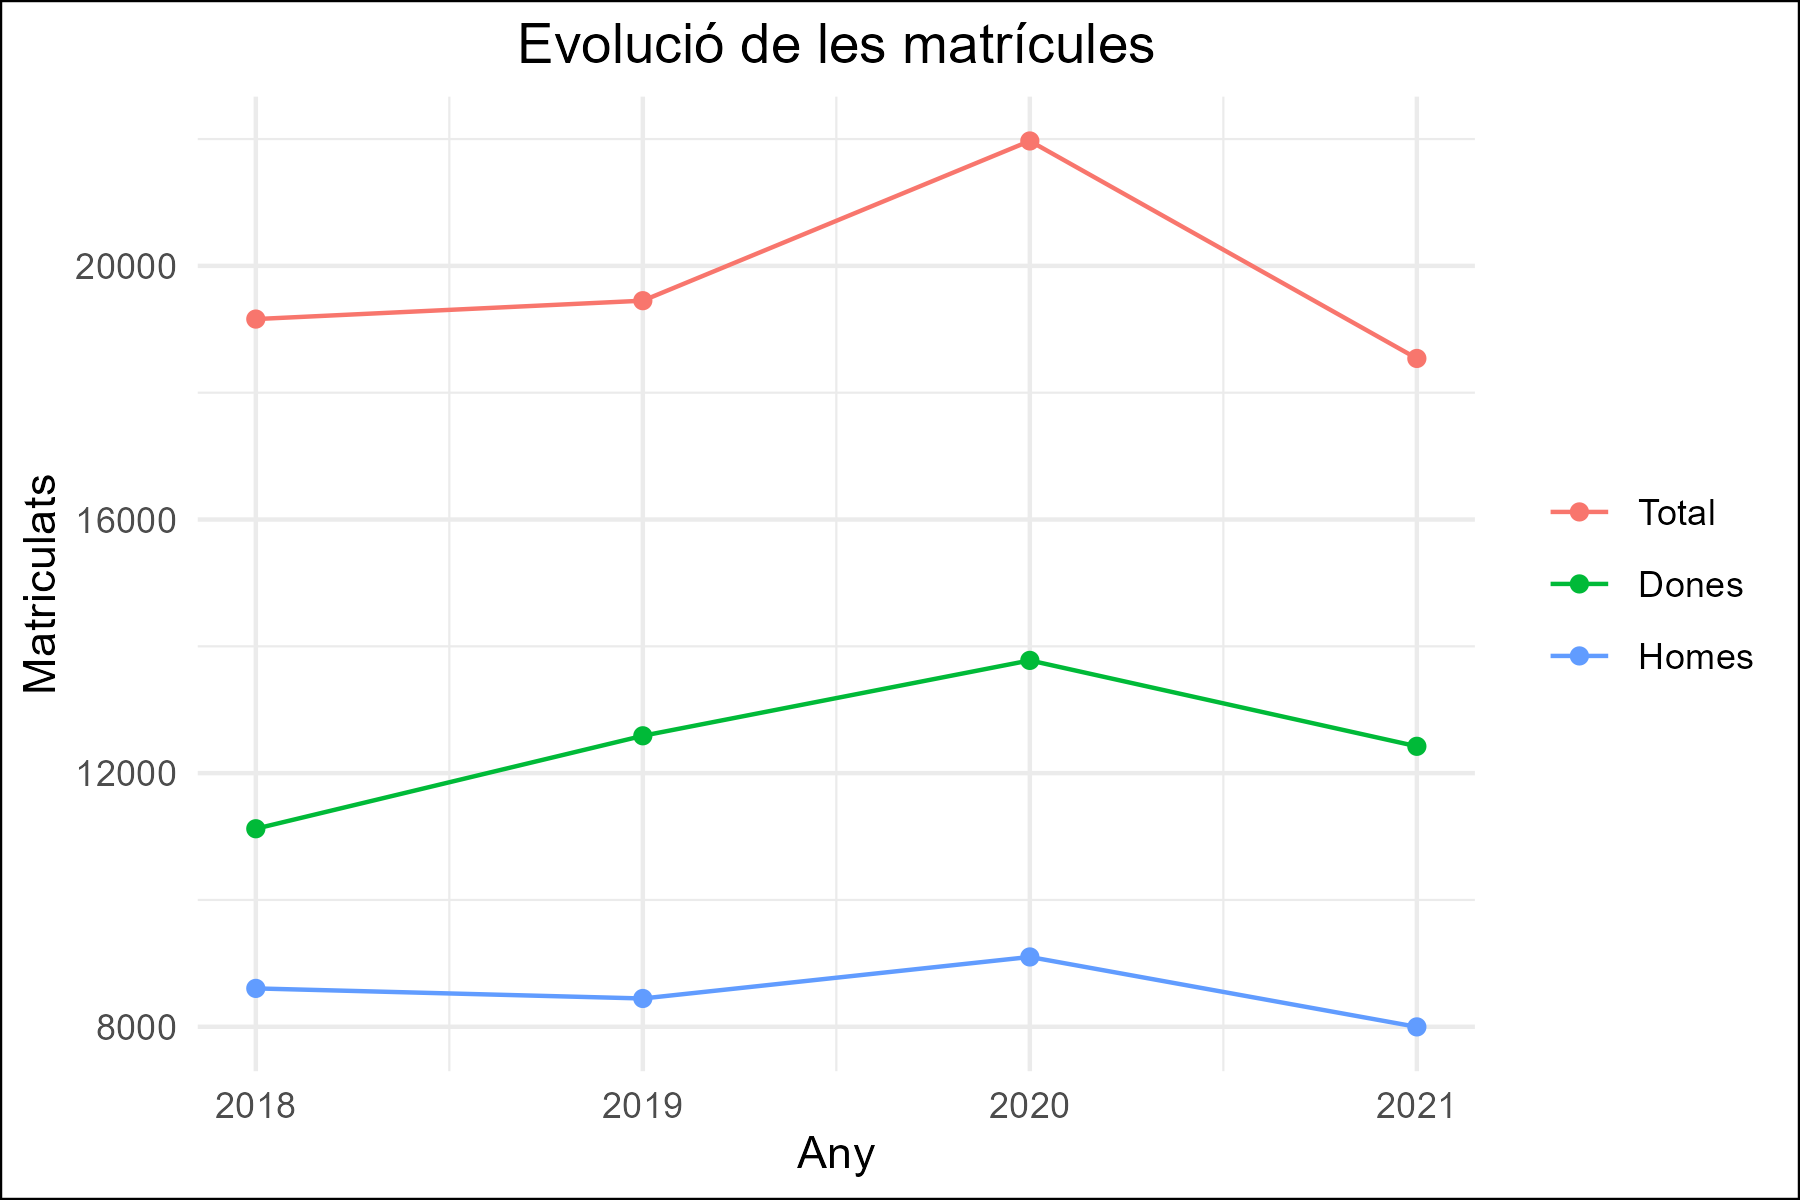 Evolució de les matrícules
Matriculats
20000
16000
12000
8000
2018
2019
2020
2021
Any
Total
Dones
Homes